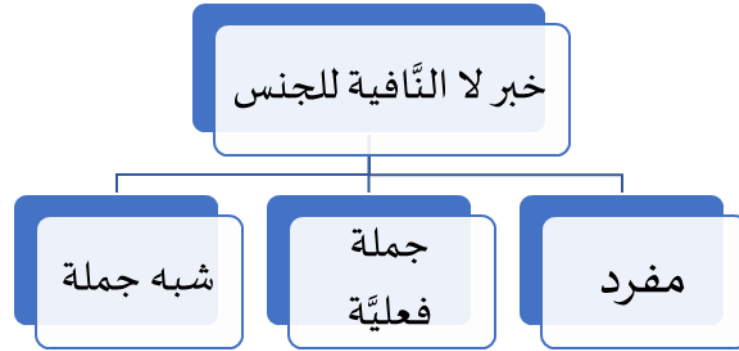 خبر لا النَّافية للجنس
مفرد
جملة
فعليَّة
شبه جملة